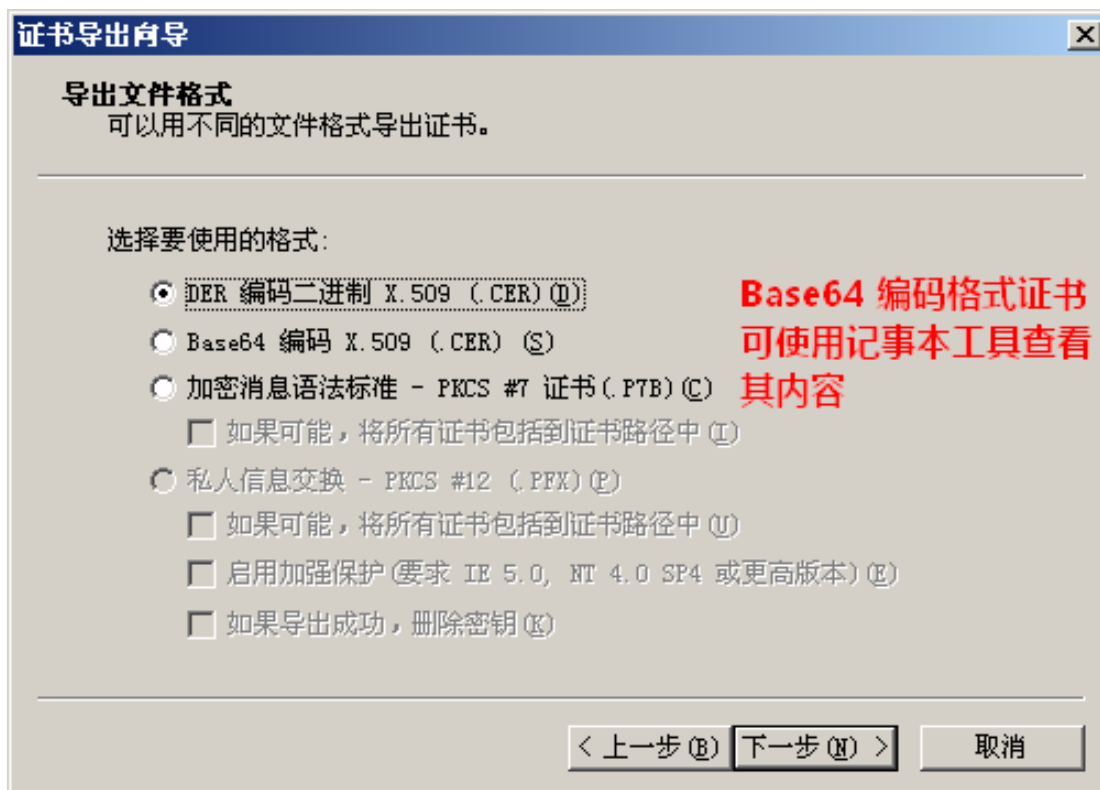 证书导出向导
导出文件格式
可以用不同的文件格式导出证书。
选择要使用的格式:
DER 编码二进制 X.509 (.CER)(D)
Base64 编码 X.509 (.CER) (S)
加密消息语法标准 - PKCS #7 证书(.P7B)(C)
如果可能，将所有证书包括到证书路径中(I)
私人信息交换 - PKCS #12 (.PFX)(P)
如果可能，将所有证书包括到证书路径中(U)
启用加强保护(要求 IE 5.0, NT 4.0 SP4 或更高版本)(E)
如果导出成功，删除密钥(K)
Base64 编码格式证书
可使用记事本工具查看
其内容
< 上一步(B) 下一步(N) > 取消